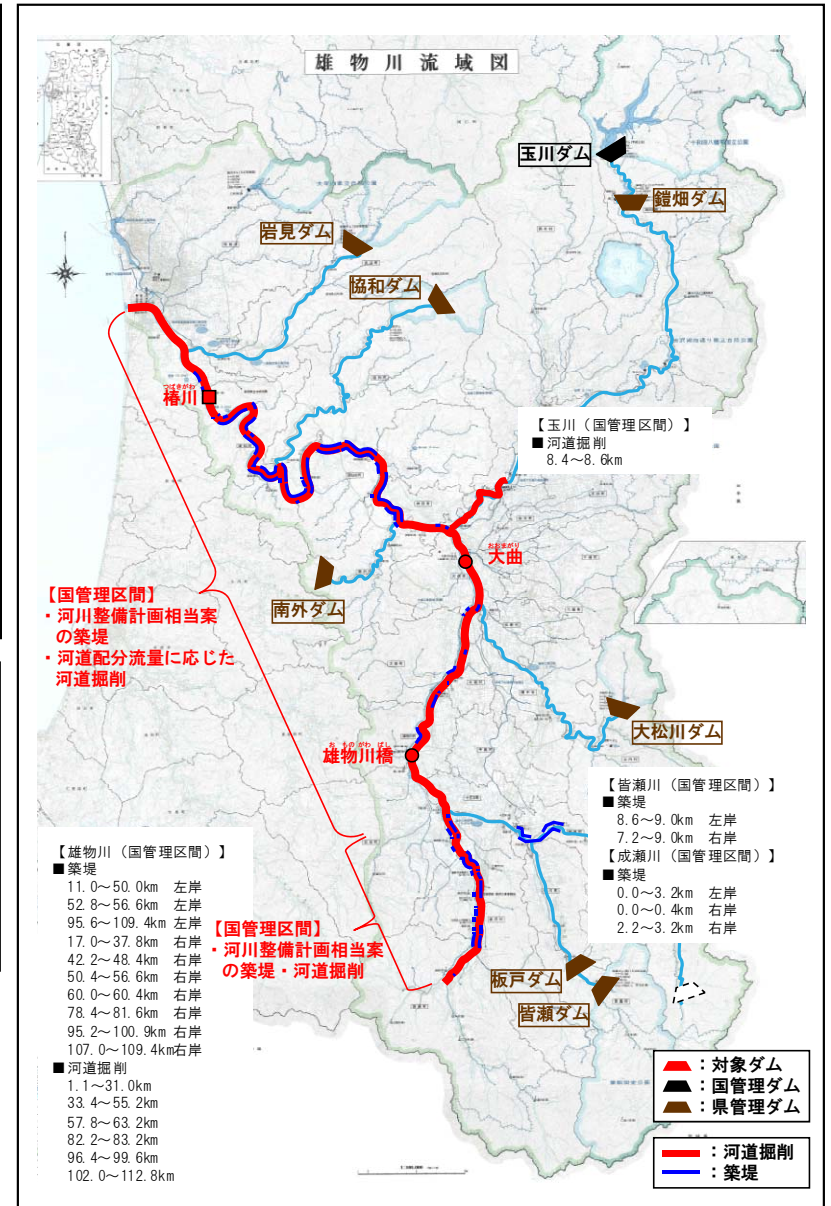 雄物川流域図
玉川ダム
鎧畑ダム
岩見ダム
協和ダム
つばきがわ
椿川
【玉川（国管理区間）】
■河道掘削
8.4～8.6km
おおまがり
大曲
南外ダム
【国管理区間】
・河川整備計画相当案
の築堤
・河道配分流量に応じた
河道掘削
大松川ダム
おものがわばし
雄物川橋
【皆瀬川（国管理区間）】
■築堤
8.6～9.0km 左岸
7.2～9.0km 右岸
【成瀬川（国管理区間）】
■築堤
0.0～3.2km 左岸
0.0～0.4km 右岸
2.2～3.2km 右岸
【雄物川（国管理区間）】
■築堤
11.0～50.0km 左岸
52.8～56.6km 左岸
95.6～109.4km 左岸
17.0～37.8km 右岸
42.2～48.4km 右岸
50.4～56.6km 右岸
60.0～60.4km 右岸
78.4～81.6km 右岸
95.2～100.9km 右岸
107.0～109.4km右岸
■河道掘削
1.1～31.0km
33.4～55.2km
57.8～63.2km
82.2～83.2km
96.4～99.6km
102.0～112.8km
【国管理区間】
・河川整備計画相当案
の築堤・河道掘削
板戸ダム
皆瀬ダム
：対象ダム
：国管理ダム
：県管理ダム
：河道掘削
：築堤